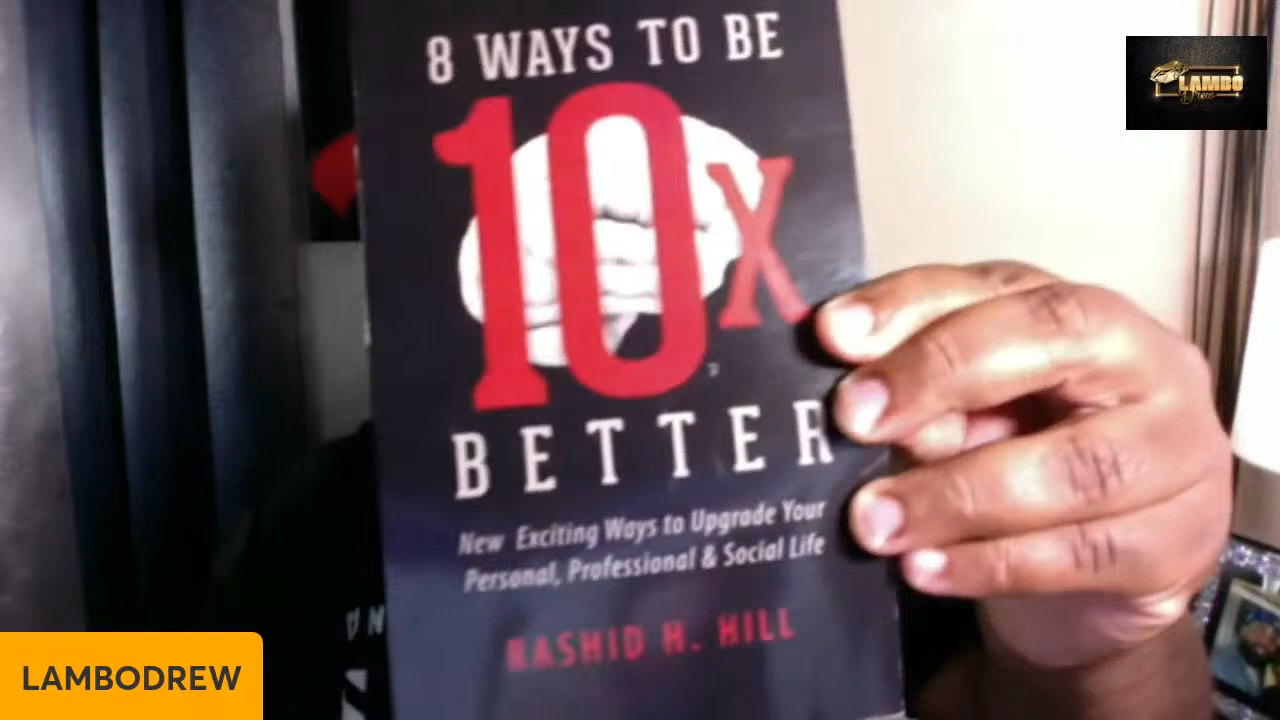 8 WAYS TO BE
10X
BETTER
New Exciting Ways to Upgrade Your
Personal, Professional & Social Life
RASHID H. HILL
LAMBO
Drew
LAMBODREW